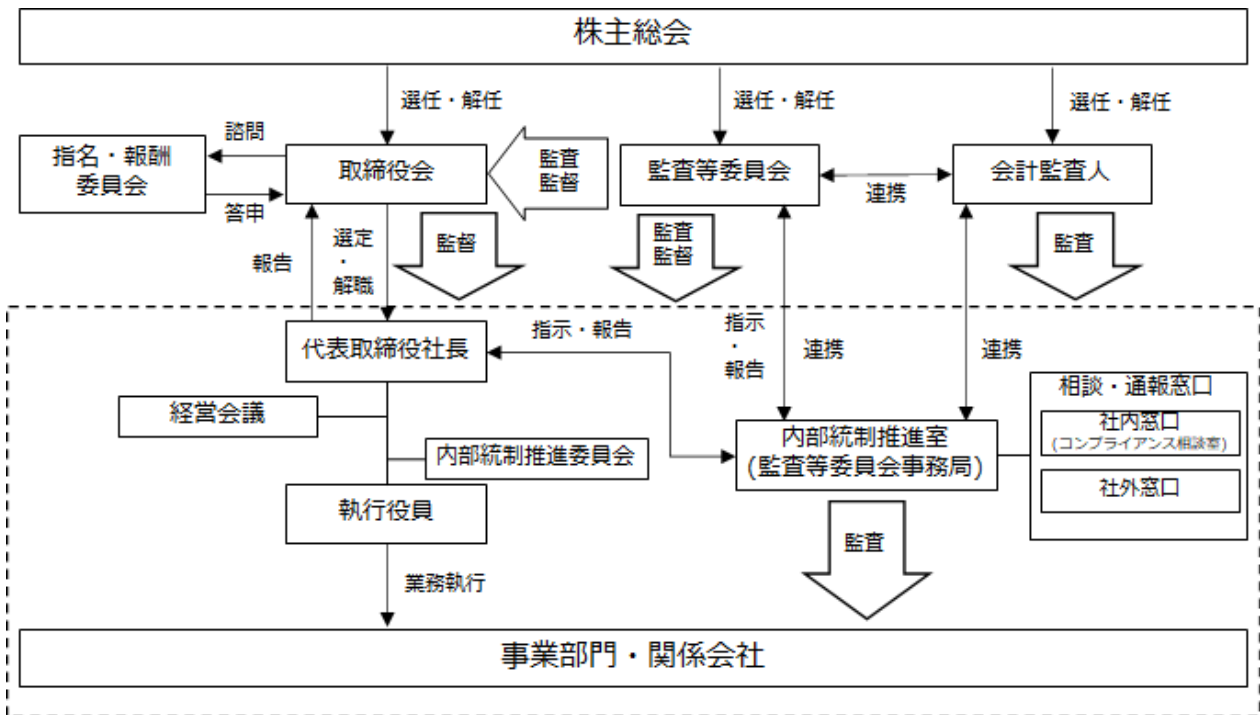 株主総会
選任・解任
選任・解任
選任・解任
諮問
指名・報酬
委員会
答申
取締役会
監査
監督
監査等委員会
連携
会計監査人
報告
選定
・
解職
監督
監査
監督
監査
代表取締役社長
指示・報告
指示
・
報告
連携
連携
経営会議
内部統制推進委員会
執行役員
内部統制推進室
(監査等委員会事務局)
相談・通報窓口
社内窓口
(コンプライアンス相談室)
社外窓口
業務執行
監査
事業部門・関係会社